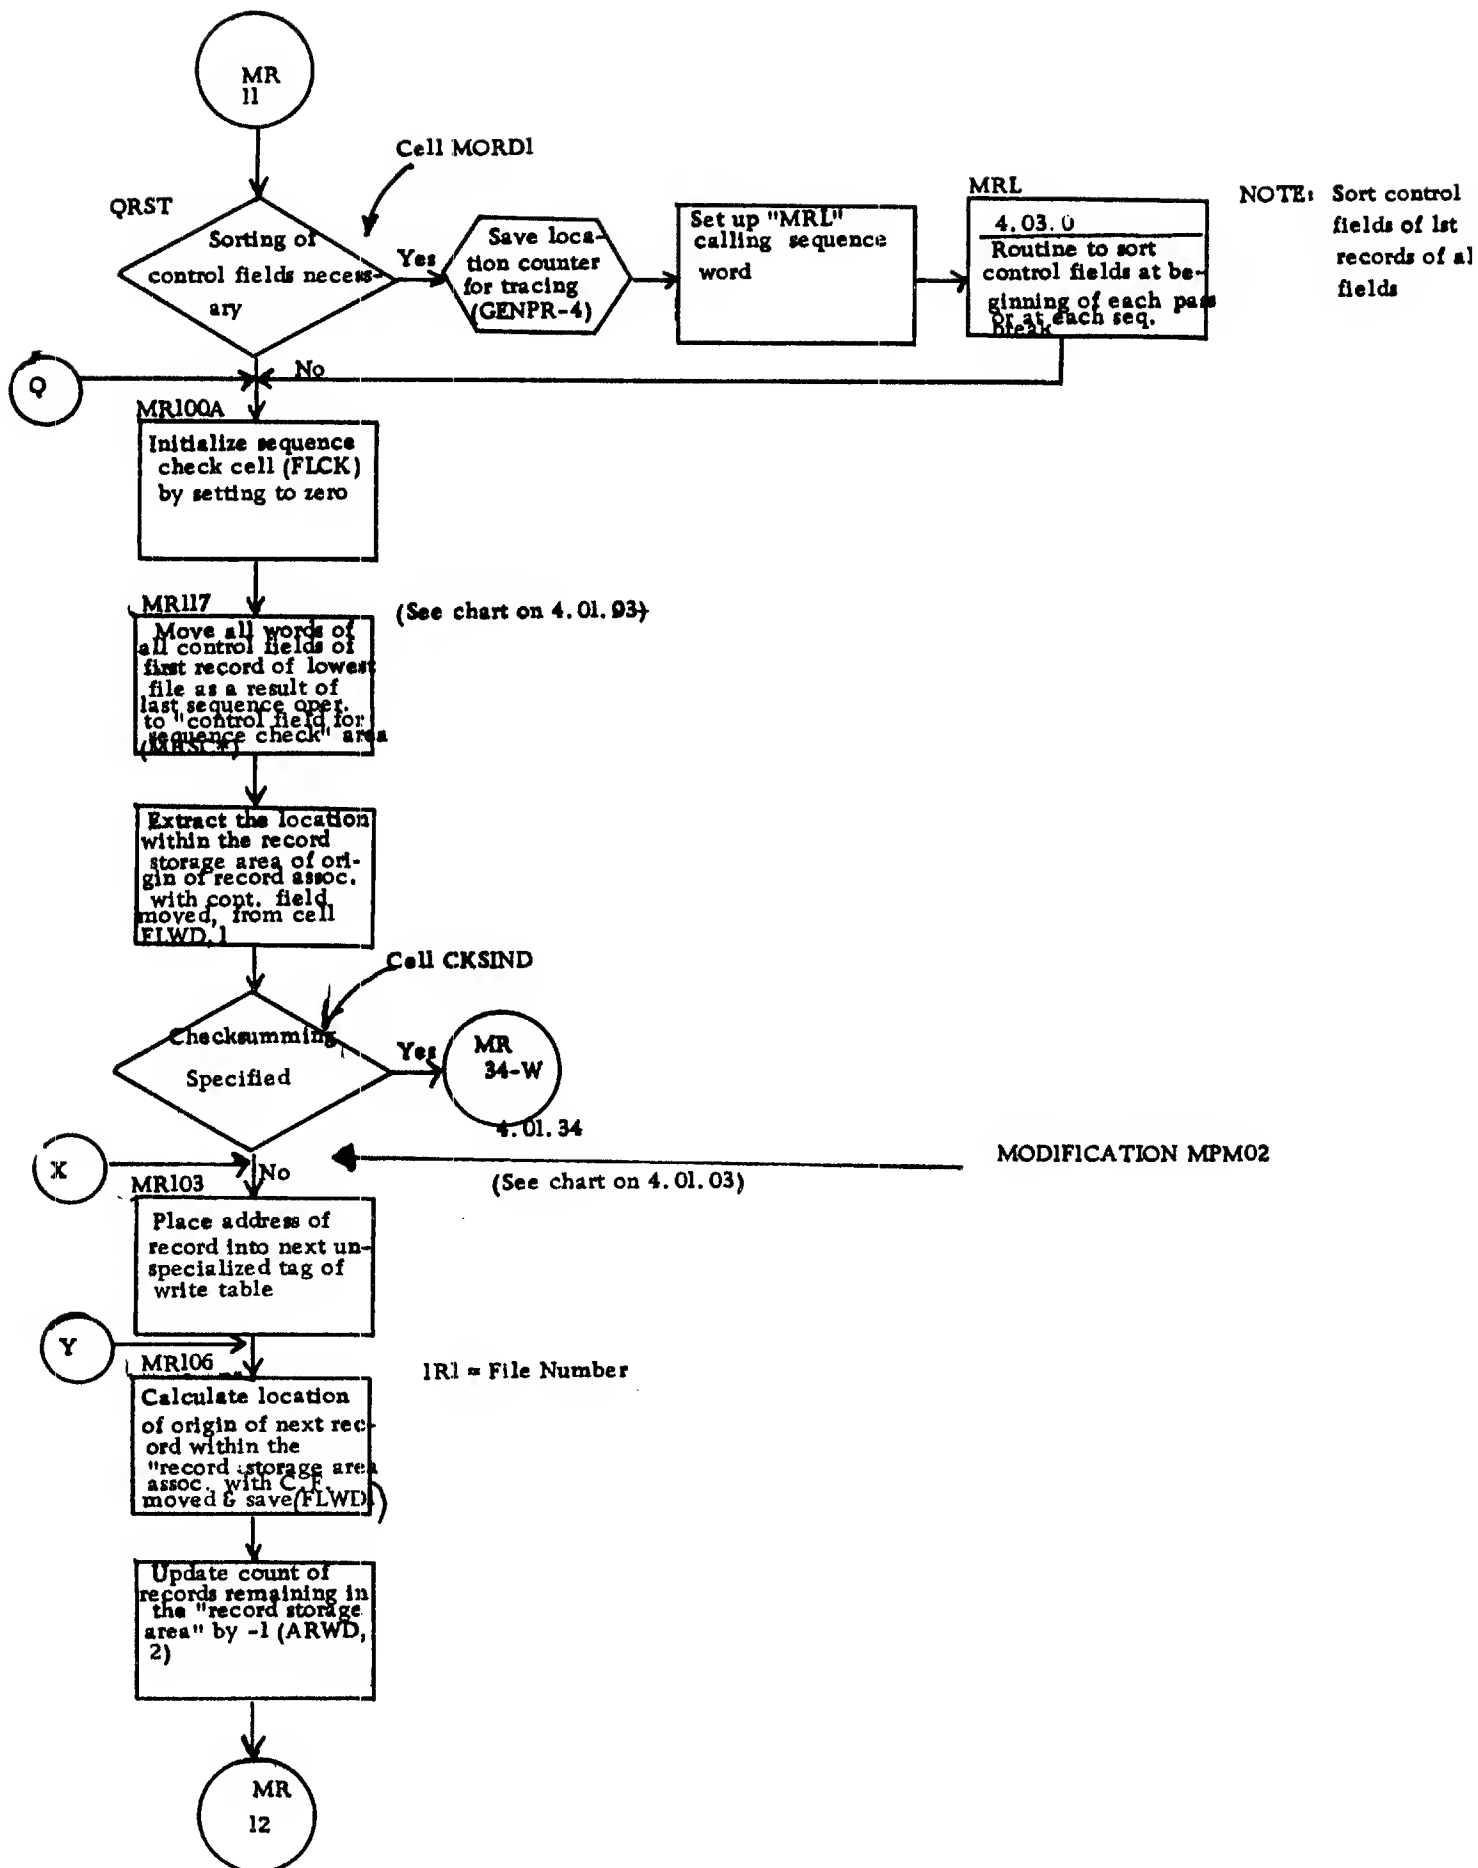 MR
11
Cell MORD1
QRST
Sorting of
control fields necess-
ary
Yes
Save loca-
tion counter
for tracing
(GENPR-4)
Set up "MRL"
calling sequence
word
MRL
4.03.0
Routine to sort
control fields at be-
ginning of each pass
or at each seq.
break
NOTE: Sort control
fields of 1st
records of al
fields
No
Q
MR100A
Initialize sequence
check cell (FLCK)
by setting to zero
MR117
(See chart on 4.01.93)
Move all words of
all control fields of
first record of lowest
file as a result of
last sequence oper.
to "control field for
sequence check" area
(MRSC*)
Extract the location
within the record
storage area of ori-
gin of record assoc.
with cont. field
moved, from cell
FLWD,1
Cell CKSIND
Checksumming
Specified
Yes
MR
34-W
4.01.34
MODIFICATION MPM02
X
No
(See chart on 4.01.03)
MR103
Place address of
record into next un-
specialized tag of
write table
Y
MR106
1R1 = File Number
Calculate location
of origin of next rec-
ord within the
"record storage area
assoc. with C.F.
moved & save(FLWD)
Update count of
records remaining in
the "record storage
area" by -1 (ARWD,
2)
MR
12